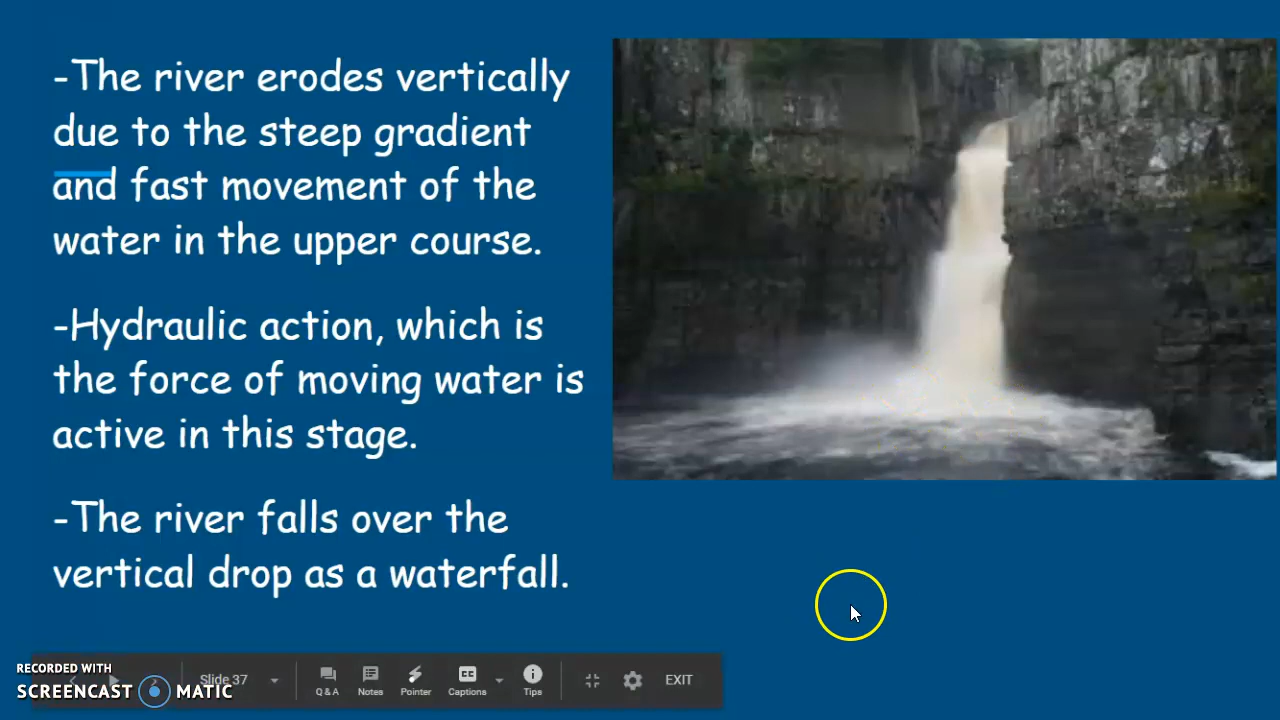 -The river erodes vertically
due to the steep gradient
and fast movement of the
water in the upper course.
-Hydraulic action, which is
the force of moving water is
active in this stage.
-The river falls over the
vertical drop as a waterfall.
RECORDED WITH
SCREENCAST MATIC
Slide 37
Q & A
Notes
Pointer
CC
Captions
Tips
EXIT